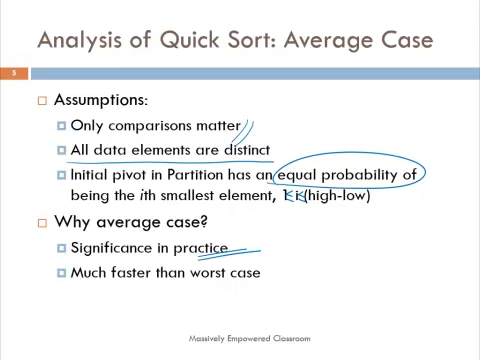 Analysis of Quick Sort: Average Case
5
Assumptions:
Only comparisons matter
All data elements are distinct
Initial pivot in Partition has an equal probability of
being the ith smallest element, 1 ≤ i ≤ (high-low)
Why average case?
Significance in practice
Much faster than worst case
Massively Empowered Classroom